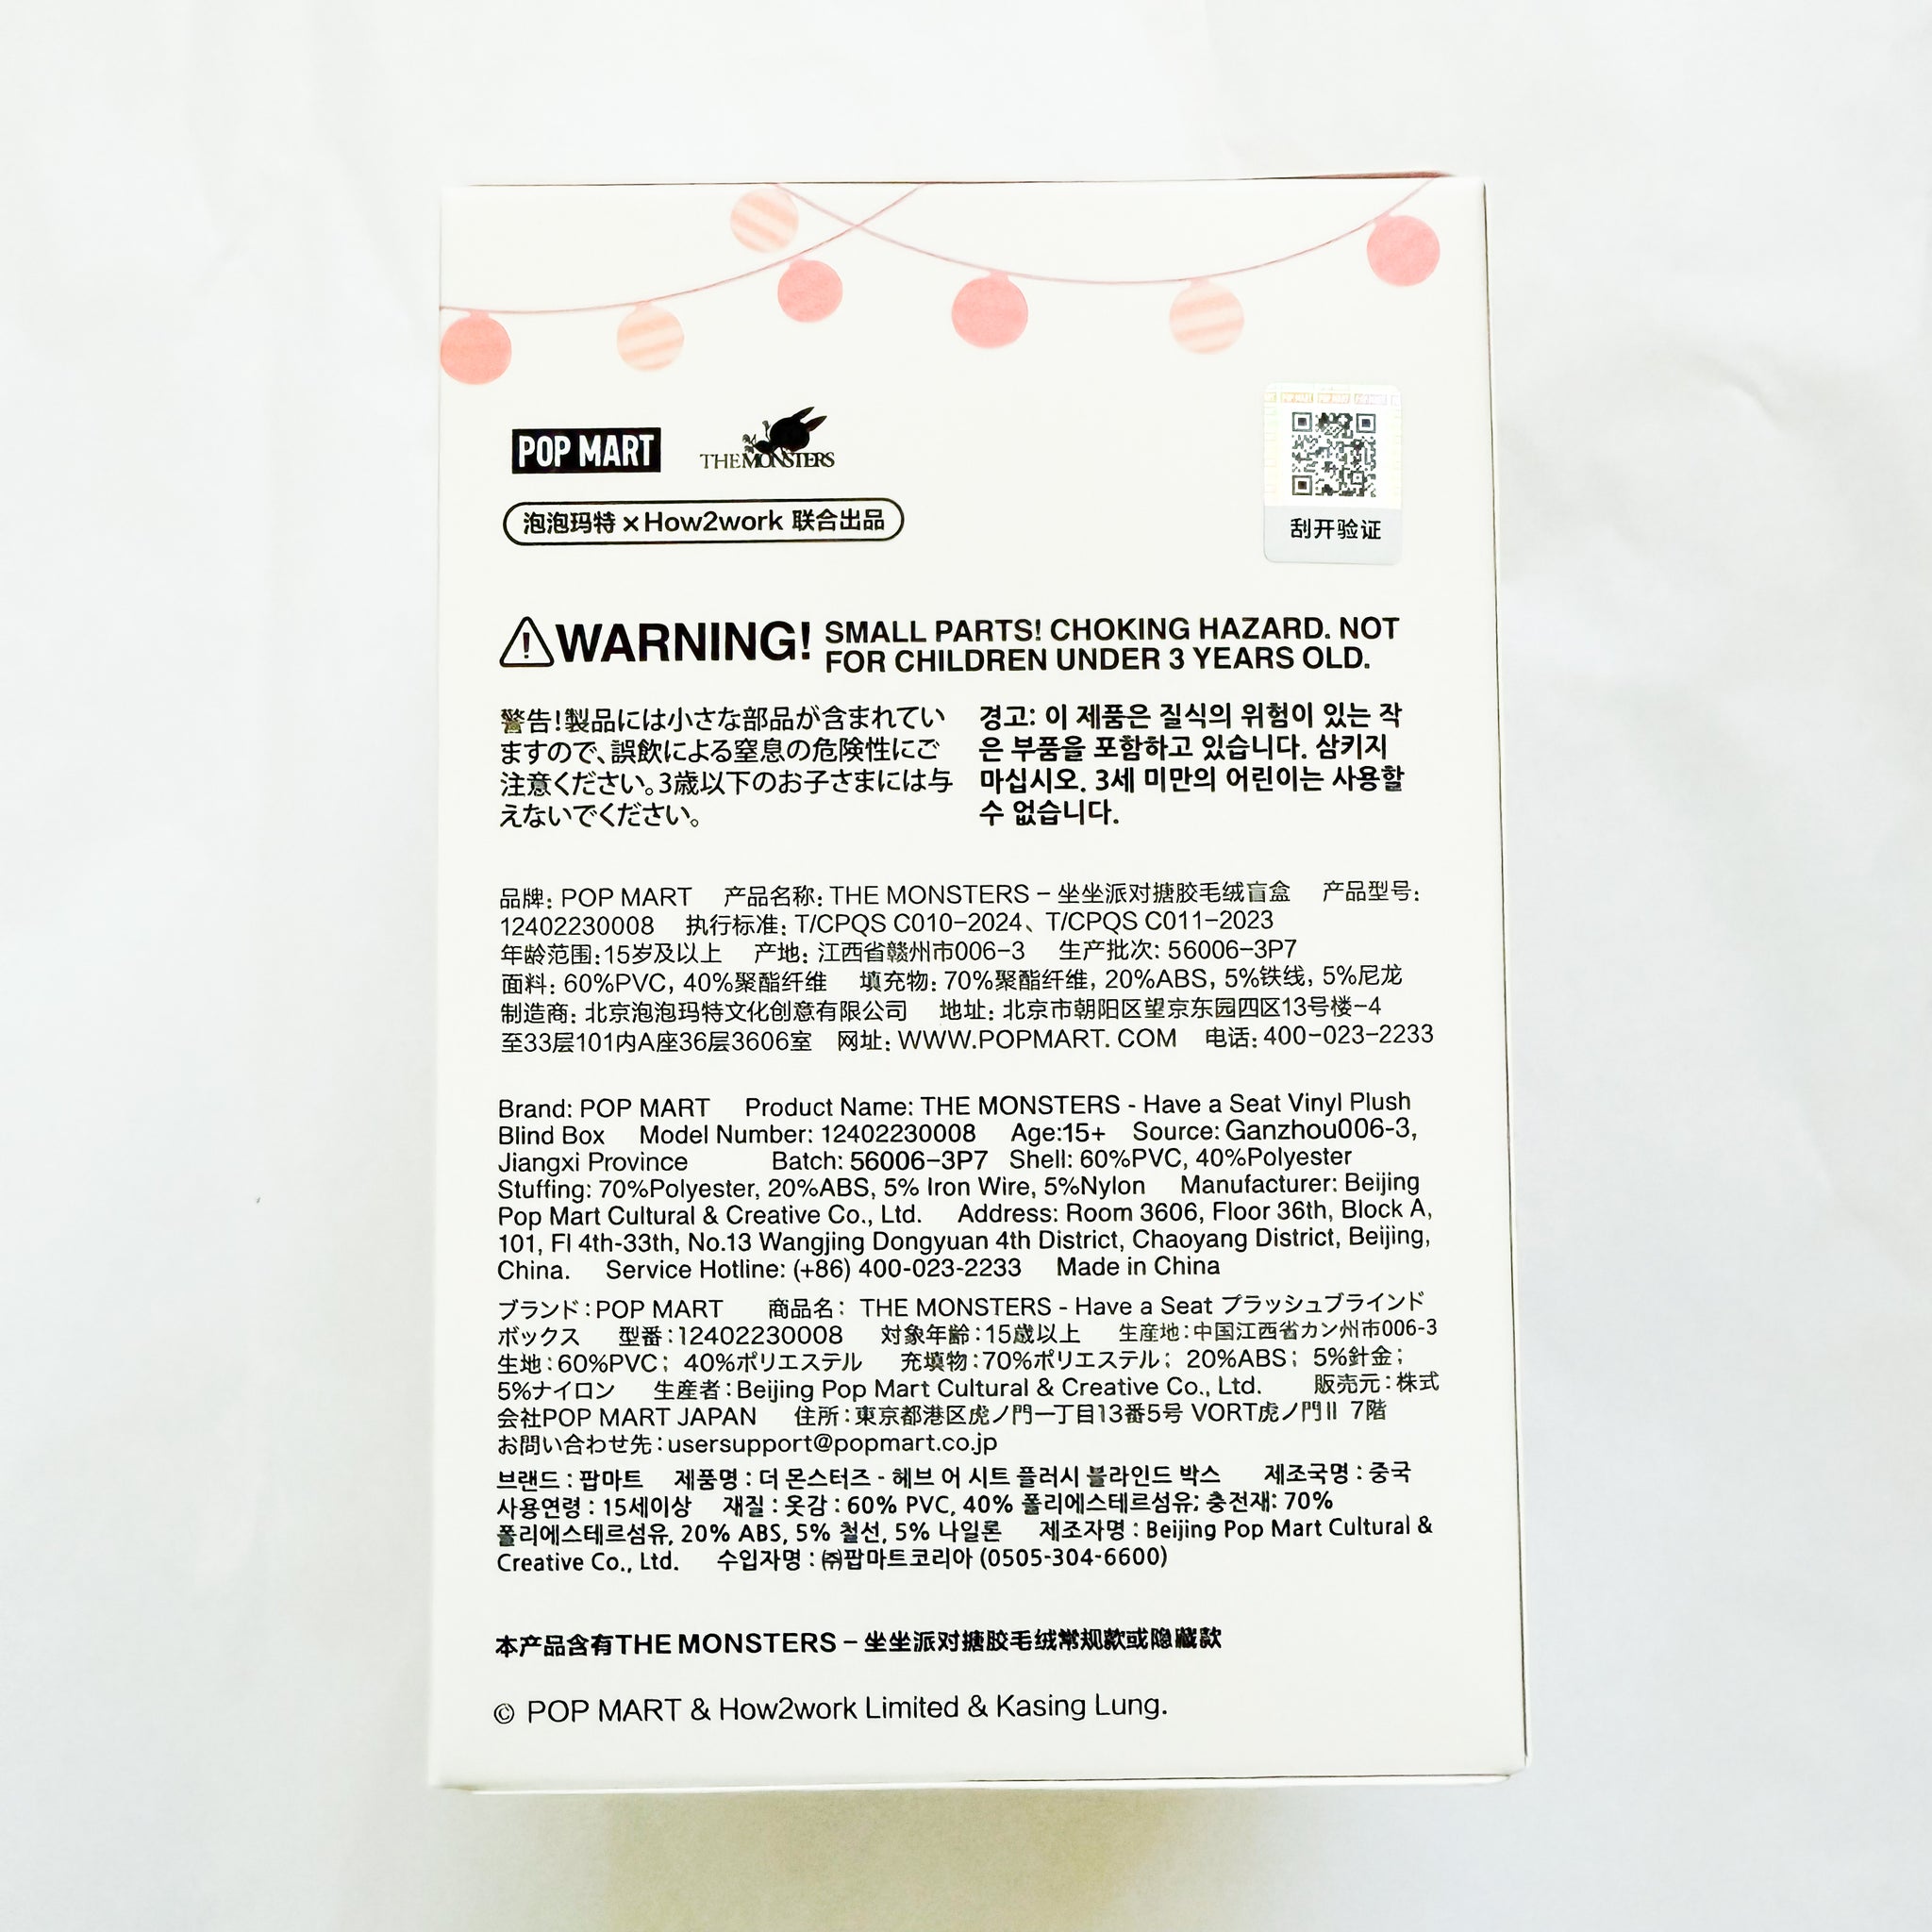 POP MART
THE MONSTERS
泡泡玛特 × How2work 联合出品
刮开验证
WARNING! SMALL PARTS! CHOKING HAZARD. NOT
FOR CHILDREN UNDER 3 YEARS OLD.
警告!製品には小さな部品が含まれてい
ますので、誤飲による窒息の危険性にご
注意ください。3歳以下のお子さまには与
えないでください。
경고: 이 제품은 질식의 위험이 있는 작
은 부품을 포함하고 있습니다. 삼키지
마십시오. 3세 미만의 어린이는 사용할
수 없습니다.
品牌: POP MART 产品名称: THE MONSTERS – 坐坐派对搪胶毛绒盲盒 产品型号:
12402230008 执行标准: T/CPQS C010-2024、T/CPQS C011-2023
年龄范围:15岁及以上 产地: 江西省赣州市006-3 生产批次: 56006-3P7
面料: 60%PVC, 40%聚酯纤维 填充物: 70%聚酯纤维, 20%ABS, 5%铁线, 5%尼龙
制造商: 北京泡泡玛特文化创意有限公司 地址: 北京市朝阳区望京东园四区13号楼-4
至33层101内A座36层3606室 网址: WWW.POPMART. COM 电话: 400-023-2233
Brand: POP MART Product Name: THE MONSTERS - Have a Seat Vinyl Plush
Blind Box Model Number: 12402230008 Age:15+ Source: Ganzhou006-3,
Jiangxi Province Batch: 56006-3P7 Shell: 60%PVC, 40%Polyester
Stuffing: 70%Polyester, 20%ABS, 5% Iron Wire, 5%Nylon Manufacturer: Beijing
Pop Mart Cultural & Creative Co., Ltd. Address: Room 3606, Floor 36th, Block A,
101, Fl 4th-33th, No.13 Wangjing Dongyuan 4th District, Chaoyang District, Beijing,
China. Service Hotline: (+86) 400-023-2233 Made in China
ブランド:POP MART 商品名: THE MONSTERS - Have a Seat プラッシュブラインド
ボックス 型番:12402230008 対象年齢:15歳以上 生産地:中国江西省カン州市006-3
生地:60%PVC; 40%ポリエステル 充填物:70%ポリエステル; 20%ABS; 5%針金;
5%ナイロン 生産者:Beijing Pop Mart Cultural & Creative Co., Ltd. 販売元:株式
会社POP MART JAPAN 住所:東京都港区虎ノ門一丁目13番5号 VORT虎ノ門II 7階
お問い合わせ先:usersupport@popmart.co.jp
브랜드 : 팝마트 제품명 : 더 몬스터즈 - 헤브 어 시트 플러시 블라인드 박스 제조국명 : 중국
사용연령 : 15세이상 재질 : 옷감 : 60% PVC, 40% 폴리에스테르섬유; 충전재: 70%
폴리에스테르섬유, 20% ABS, 5% 철선, 5% 나일론 제조자명 : Beijing Pop Mart Cultural &
Creative Co., Ltd. 수입자명 : ㈜팝마트코리아 (0505-304-6600)
本产品含有THE MONSTERS – 坐坐派对搪胶毛绒常规款或隐藏款
© POP MART & How2work Limited & Kasing Lung.